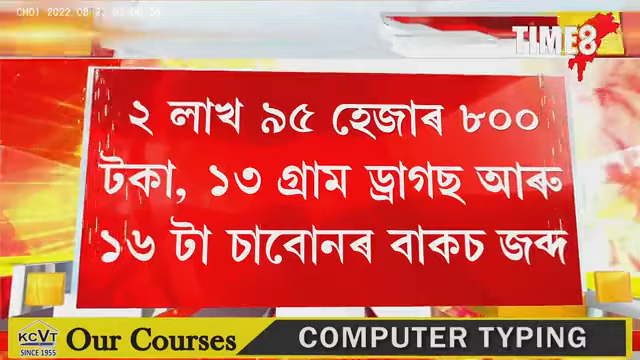 TIME8
২ লাখ ৯৫ হেজাৰ ৮০০
টকা, ১৩ গ্ৰাম ড্ৰাগছ আৰু
১৬ টা চাবোনৰ বাকচ জব্দ
KCVT
SINCE 1955
Our Courses
COMPUTER TYPING